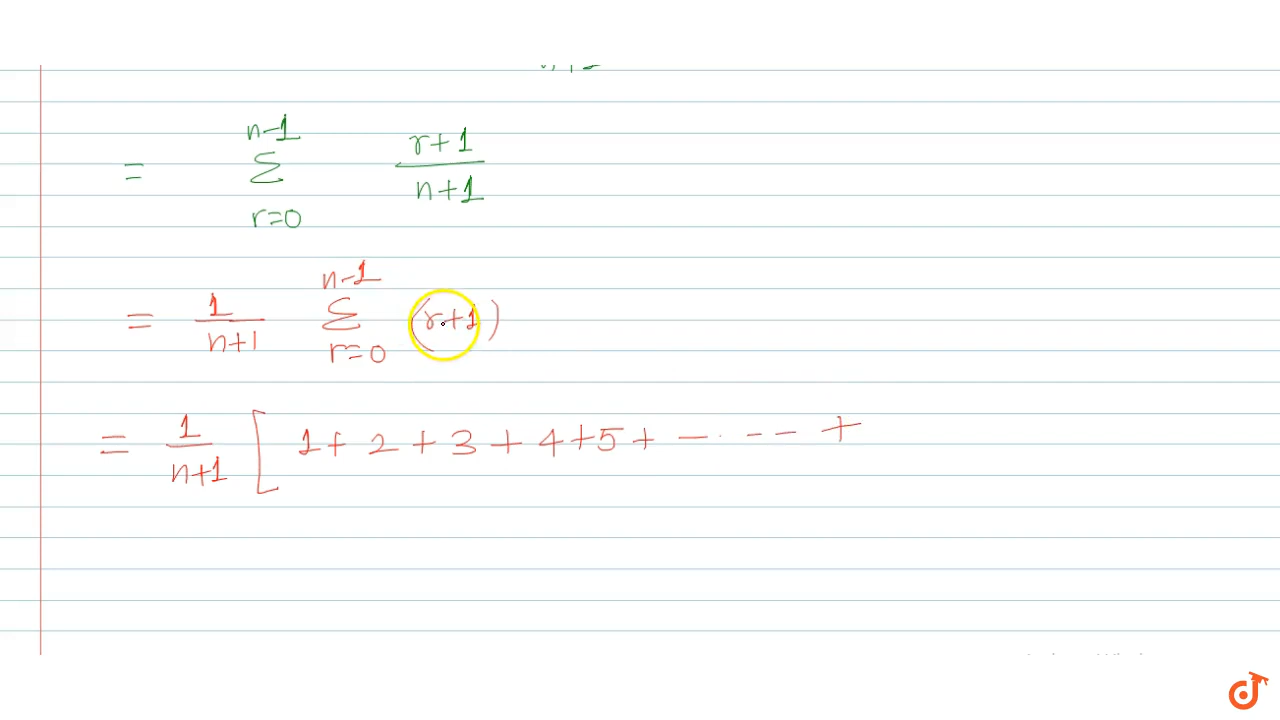 = n-1 Σ r=0 r+1 / n+1
= 1 / n+1 n-1 Σ r=0 (r+1)
= 1 / n+1 [ 1+ 2 + 3 + 4 +5 + - . - - +